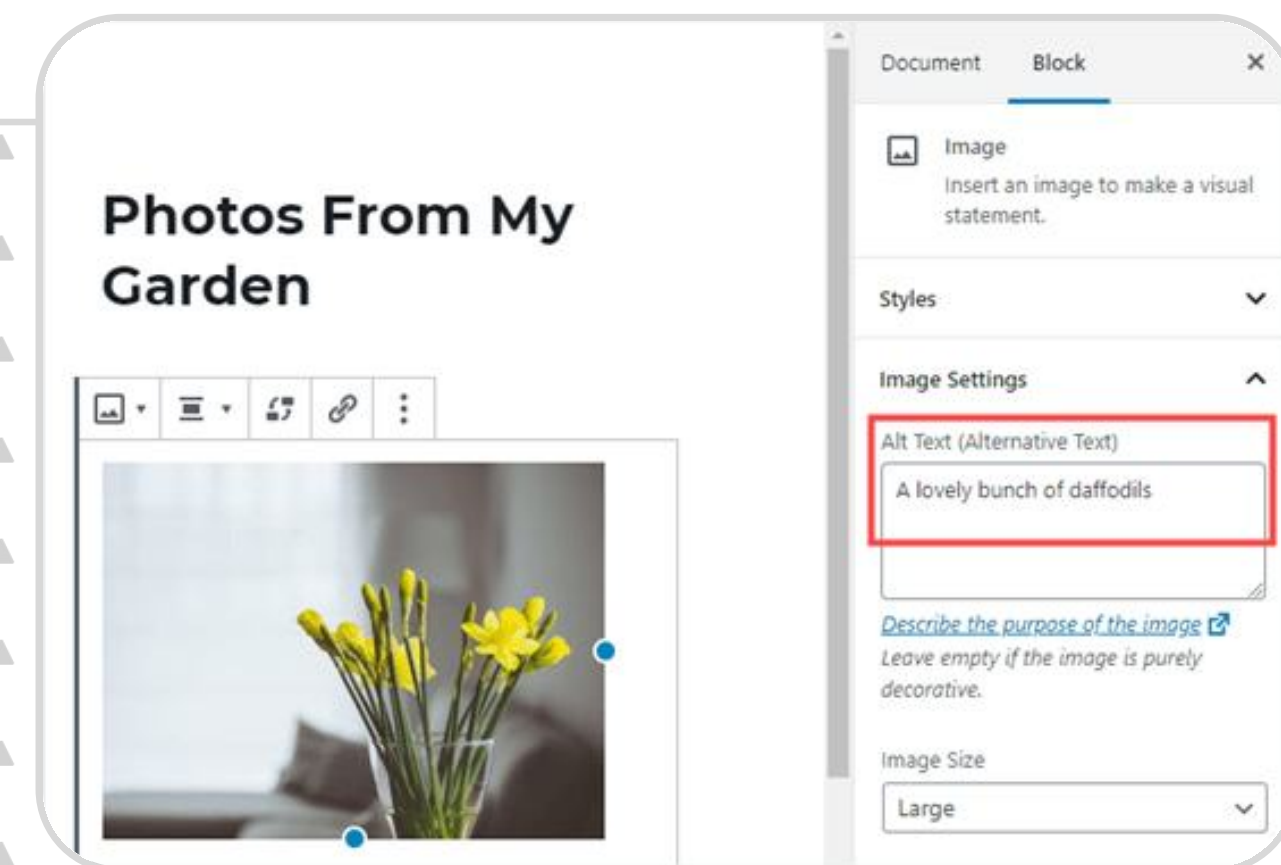 Photos From My
Garden
Document Block
Image
Insert an image to make a visual
statement.
Styles
Image Settings
Alt Text (Alternative Text)
A lovely bunch of daffodils
Describe the purpose of the image
Leave empty if the image is purely
decorative.
Image Size
Large